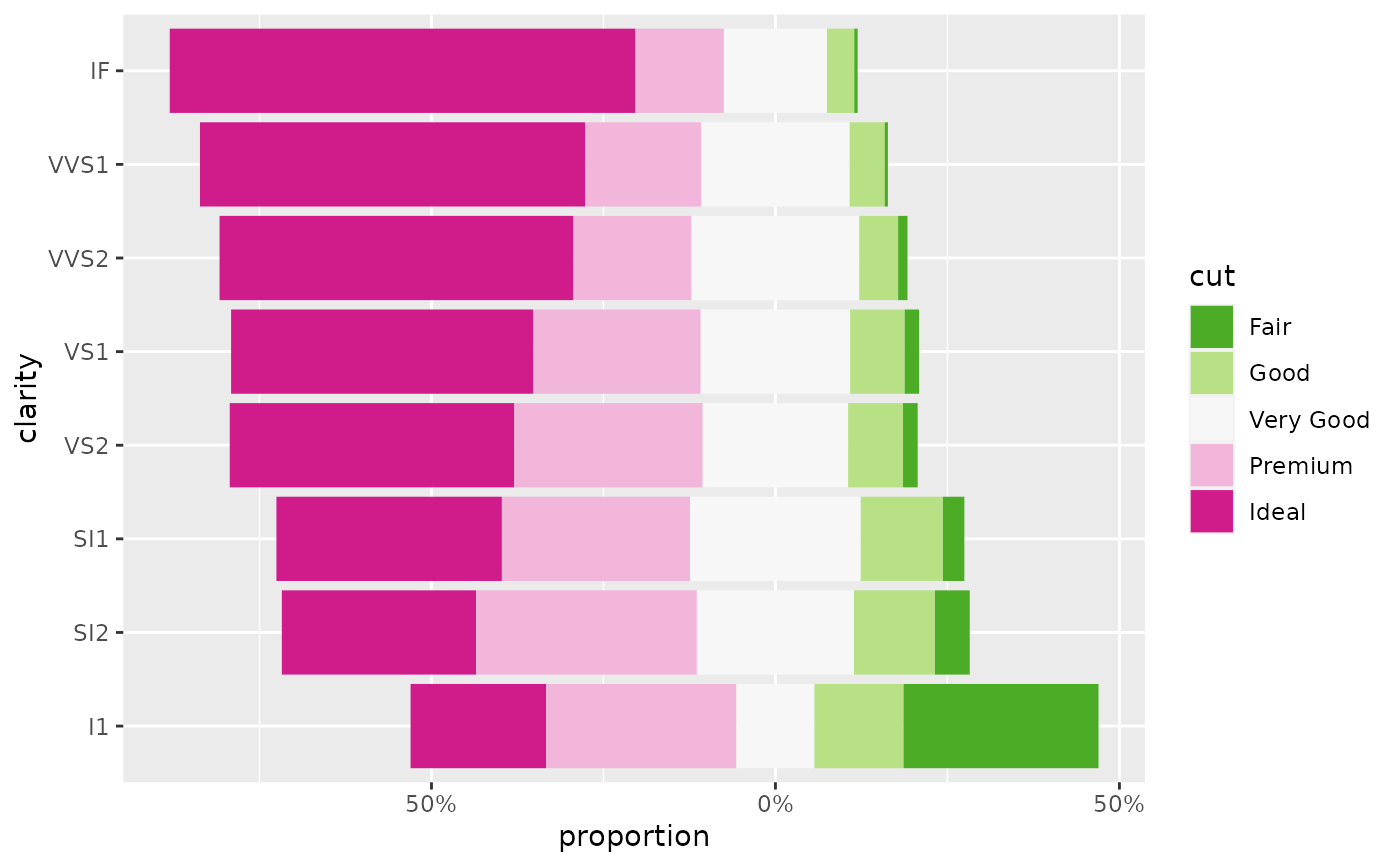 IF
VVS1
VVS2
VS1
VS2
SI1
SI2
I1
clarity
50%
0%
50%
proportion
cut
Fair
Good
Very Good
Premium
Ideal